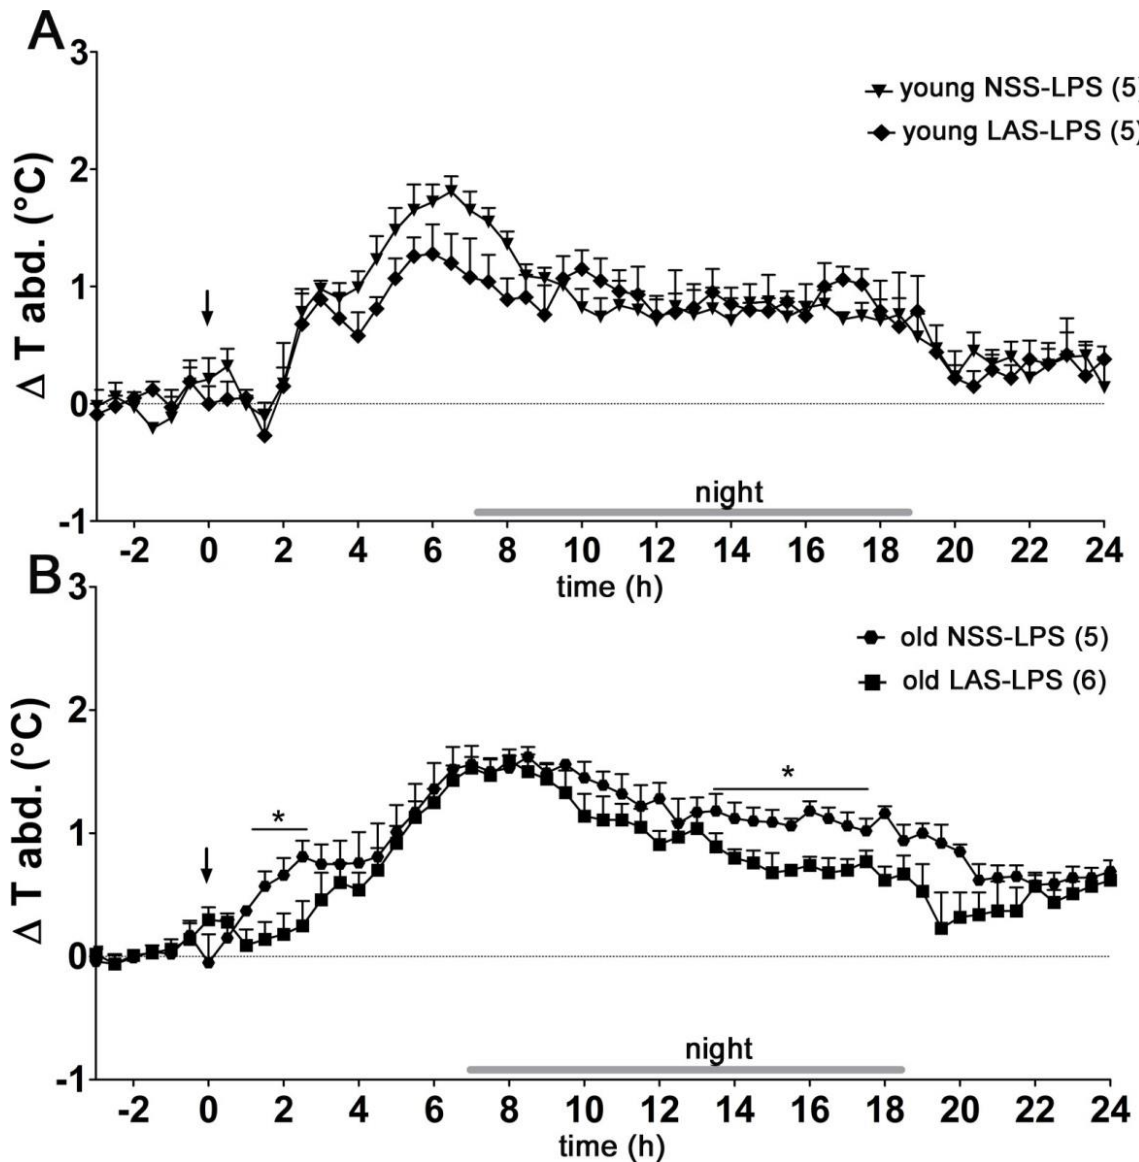 A
3
2
1
0
-1
Δ T abd. (°C)
young NSS-LPS (5)
young LAS-LPS (5)
night
-2 0 2 4 6 8 10 12 14 16 18 20 22 24
time (h)
B
3
2
1
0
-1
Δ T abd. (°C)
old NSS-LPS (5)
old LAS-LPS (6)
*
*
night
-2 0 2 4 6 8 10 12 14 16 18 20 22 24
time (h)